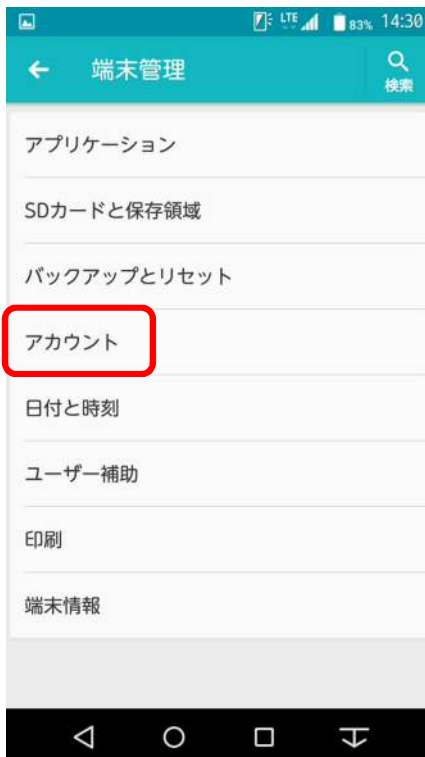 LTE 83% 14:30
端末管理
検索
アプリケーション
SDカードと保存領域
バックアップとリセット
アカウント
日付と時刻
ユーザー補助
印刷
端末情報